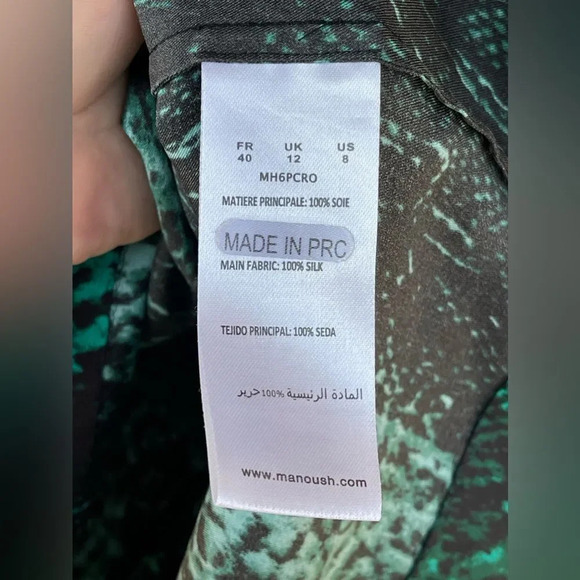 FR UK US
40 12 8
MH6PCRO
MATIERE PRINCIPALE: 100% SOIE
MADE IN PRC
MAIN FABRIC: 100% SILK
TEJIDO PRINCIPAL: 100% SEDA
المادة الرئيسية 100% حرير
www.manoush.com